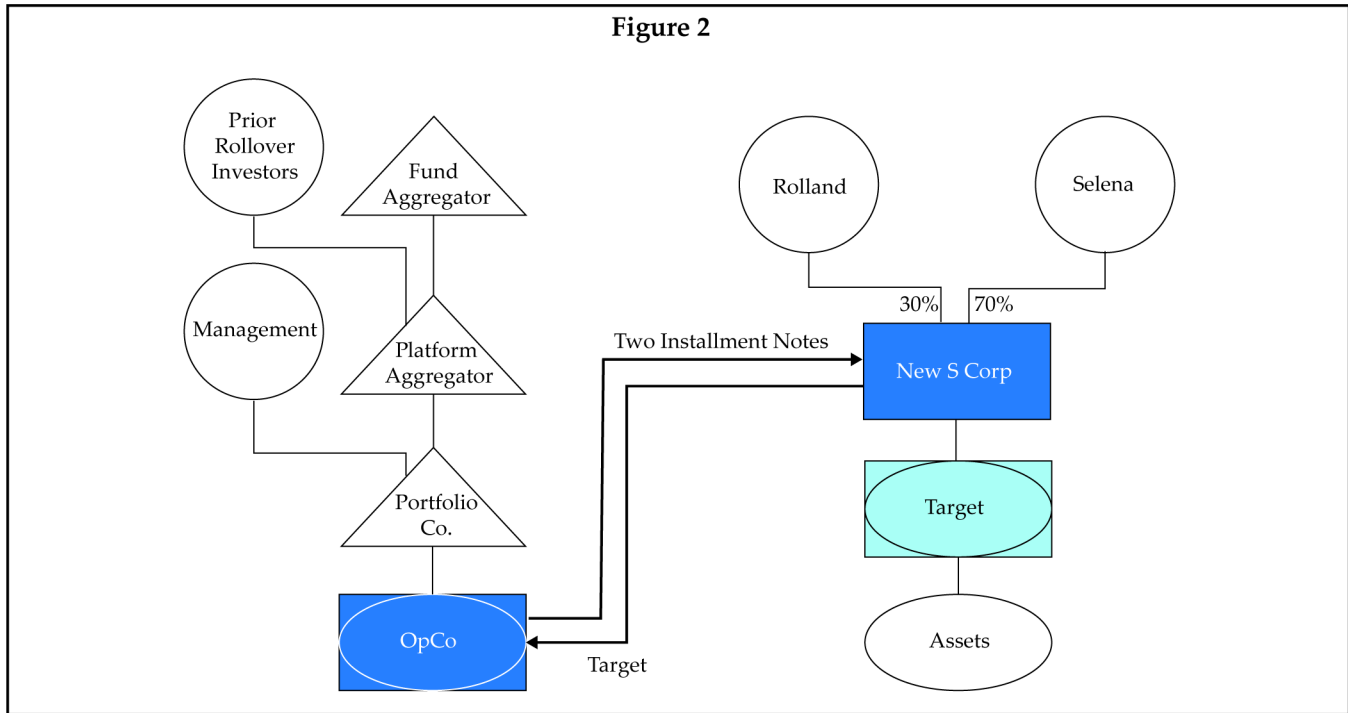 Figure 2
Prior
Rollover
Investors
Fund
Aggregator
Rolland
Selena
Management
Platform
Aggregator
30%
70%
Two Installment Notes
New S Corp
Portfolio
Co.
Target
OpCo
Target
Assets